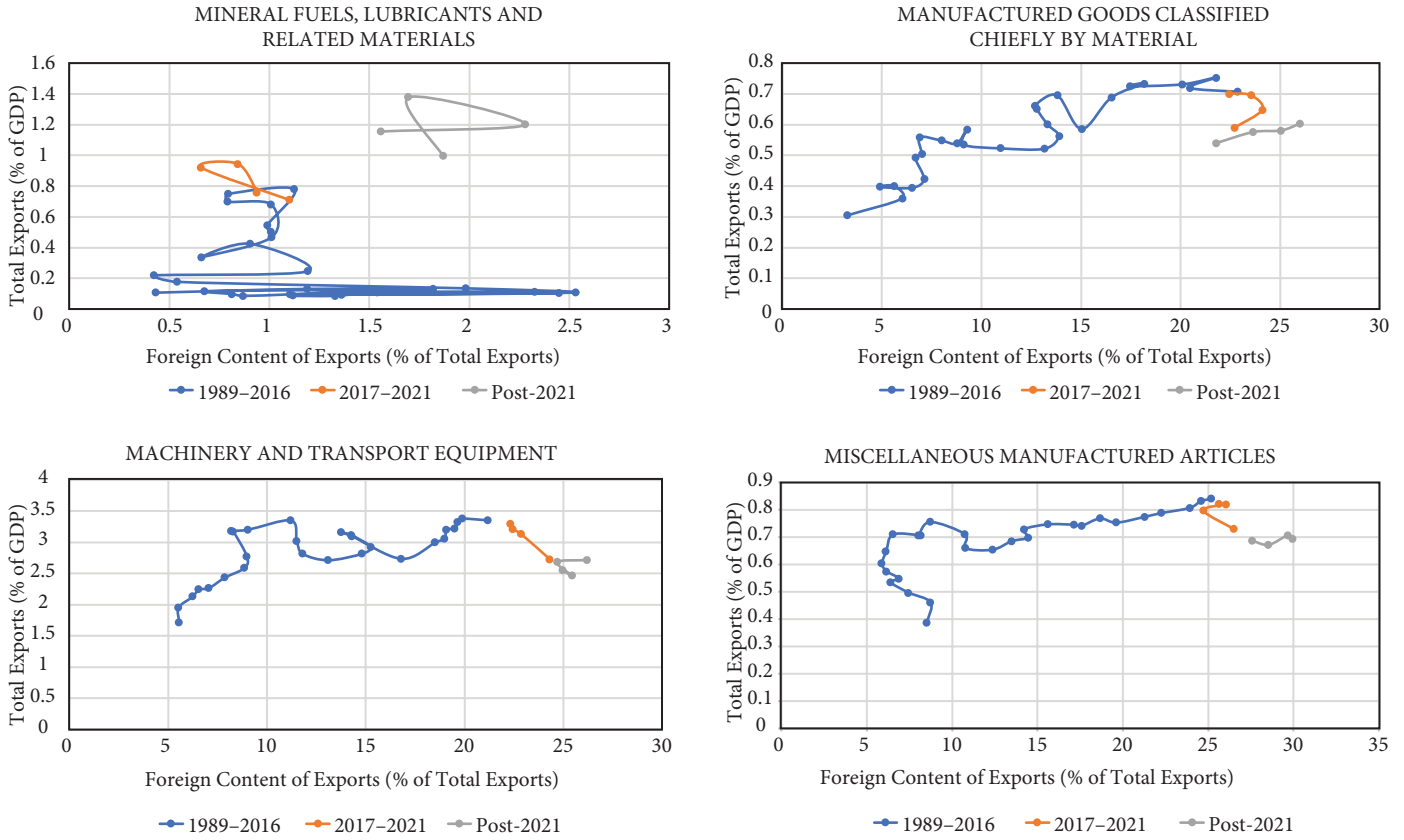 MINERAL FUELS, LUBRICANTS AND
RELATED MATERIALS
Total Exports (% of GDP)
1.6
1.4
1.2
1
0.8
0.6
0.4
0.2
0
0 0.5 1 1.5 2 2.5 3
Foreign Content of Exports (% of Total Exports)
1989–2016 2017–2021 Post-2021
MANUFACTURED GOODS CLASSIFIED
CHIEFLY BY MATERIAL
Total Exports (% of GDP)
0.8
0.7
0.6
0.5
0.4
0.3
0.2
0.1
0
0 5 10 15 20 25 30
Foreign Content of Exports (% of Total Exports)
1989–2016 2017–2021 Post-2021
MACHINERY AND TRANSPORT EQUIPMENT
Total Exports (% of GDP)
4
3.5
3
2.5
2
1.5
1
0.5
0
0 5 10 15 20 25 30
Foreign Content of Exports (% of Total Exports)
1989–2016 2017–2021 Post-2021
MISCELLANEOUS MANUFACTURED ARTICLES
Total Exports (% of GDP)
0.9
0.8
0.7
0.6
0.5
0.4
0.3
0.2
0.1
0
0 5 10 15 20 25 30 35
Foreign Content of Exports (% of Total Exports)
1989–2016 2017–2021 Post-2021